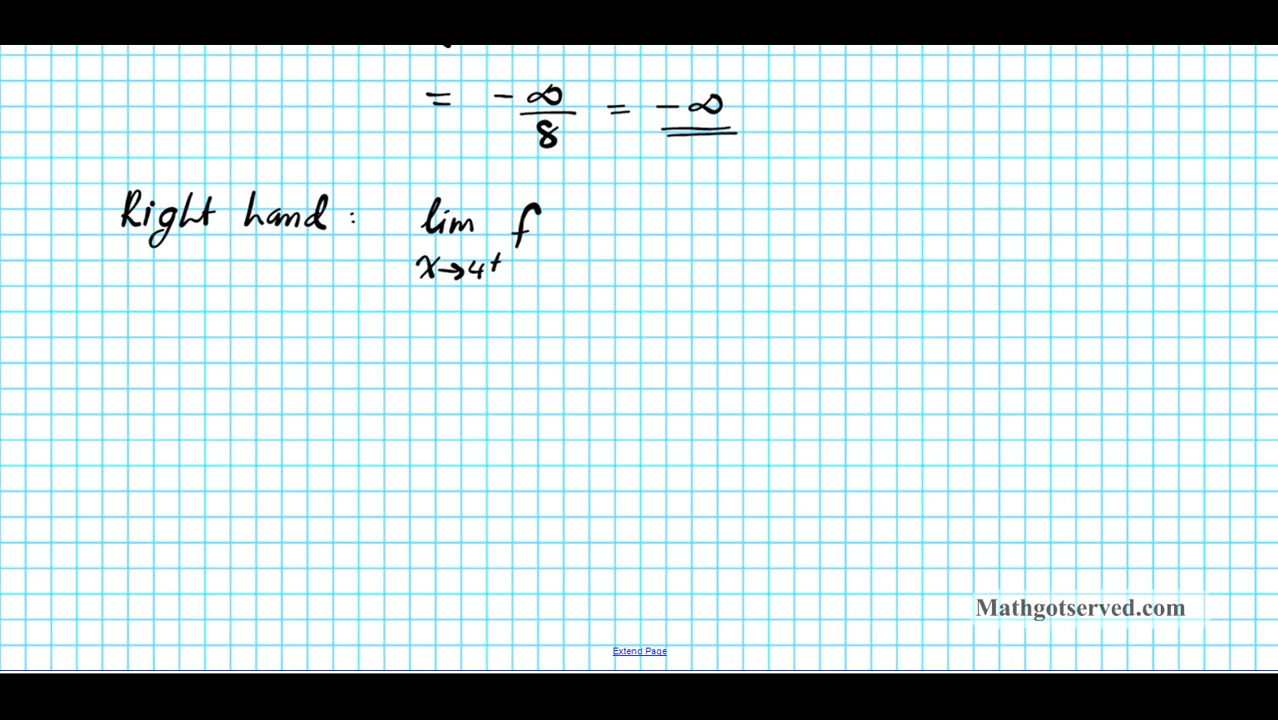 = -∞/8 = -∞
Right hand : lim f
x→4⁺
Mathgotserved.com
Extend Page